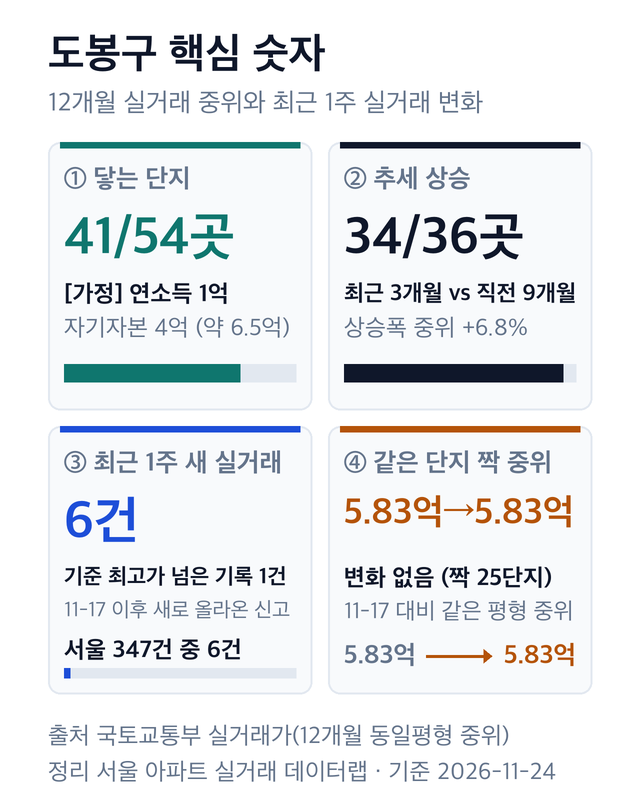 도봉구 핵심 숫자
12개월 실거래 중위와 최근 1주 실거래 변화
① 닿는 단지
41/54곳
[가정] 연소득 1억
자기자본 4억 (약 6.5억)
② 추세 상승
34/36곳
최근 3개월 vs 직전 9개월
상승폭 중위 +6.8%
③ 최근 1주 새 실거래
6건
기준 최고가 넘은 기록 1건
11-17 이후 새로 올라온 신고
서울 347건 중 6건
④ 같은 단지 짝 중위
5.83억→5.83억
변화 없음 (짝 25단지)
11-17 대비 같은 평형 중위
5.83억 → 5.83억
출처 국토교통부 실거래가(12개월 동일평형 중위)
정리 서울 아파트 실거래 데이터랩 · 기준 2026-11-24